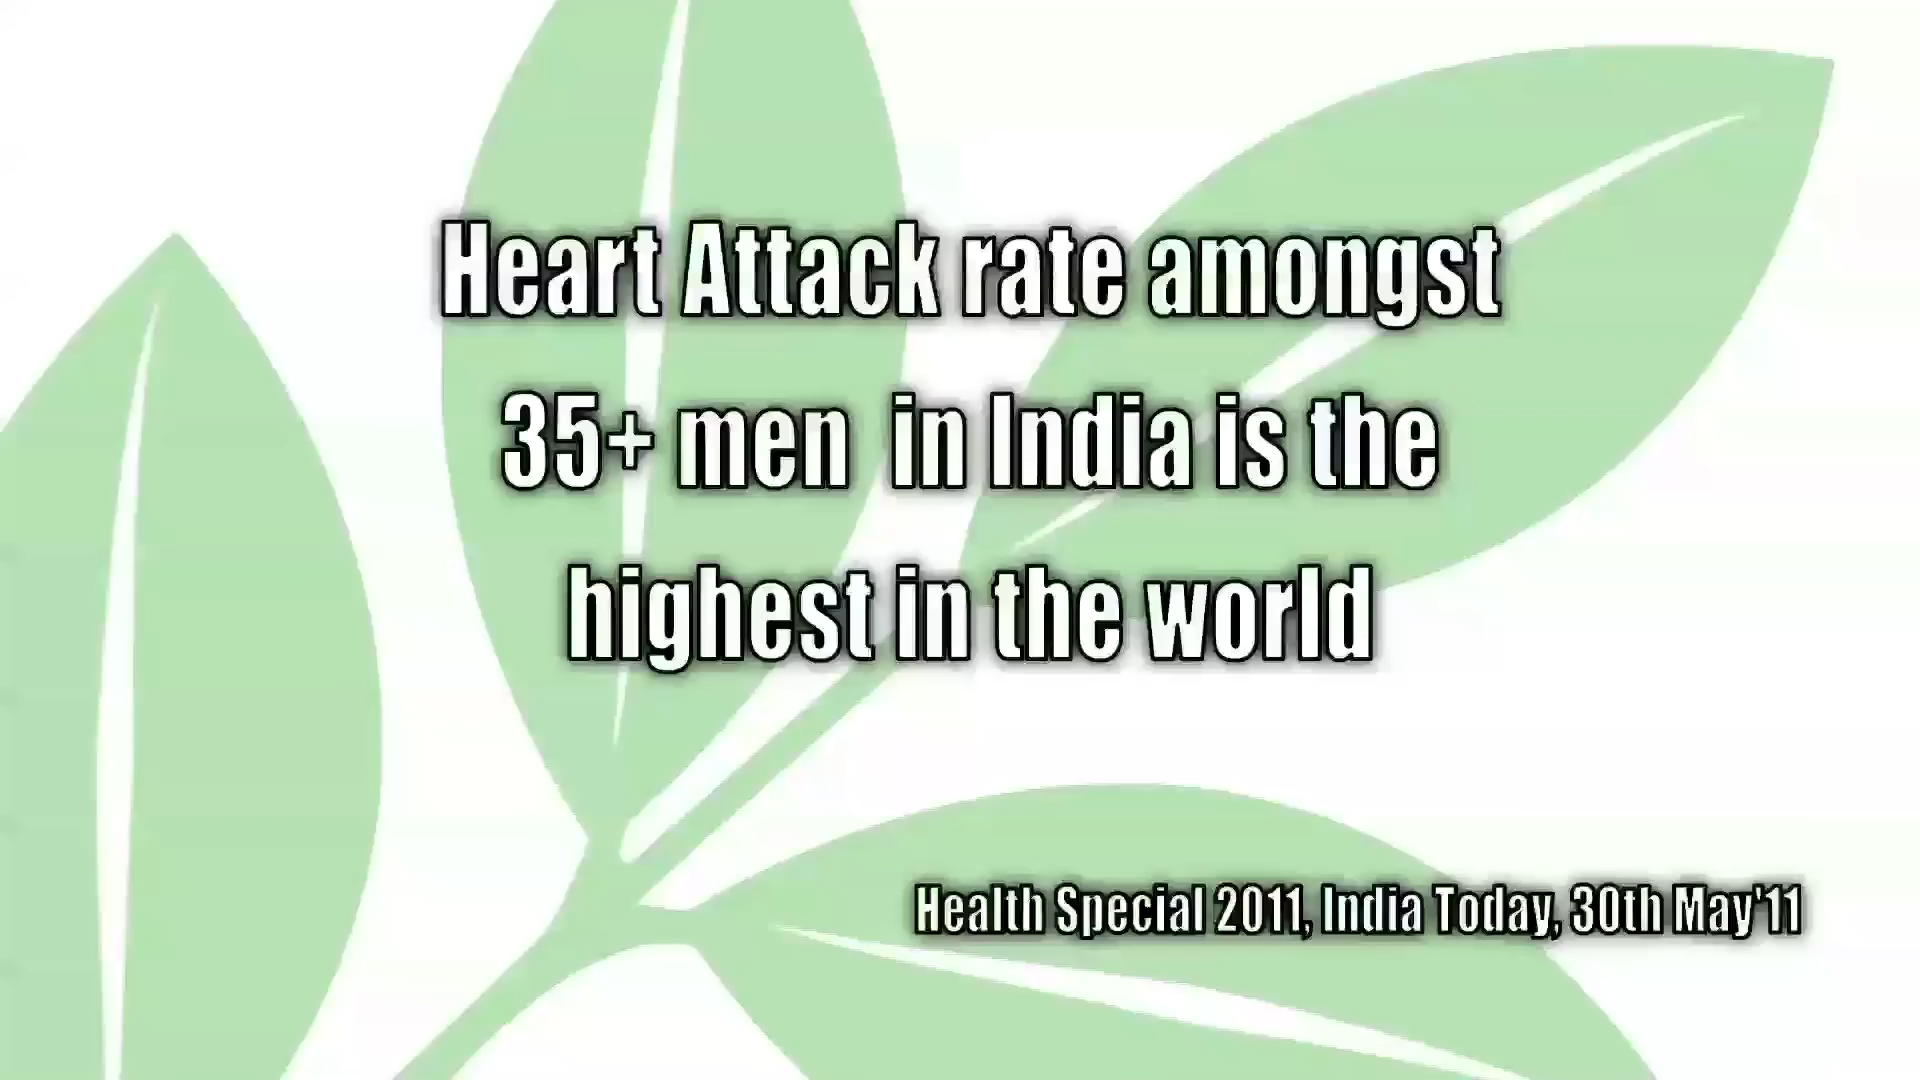 Heart Attack rate amongst
35+ men in India is the
highest in the world
Health Special 2011, India Today, 30th May'11